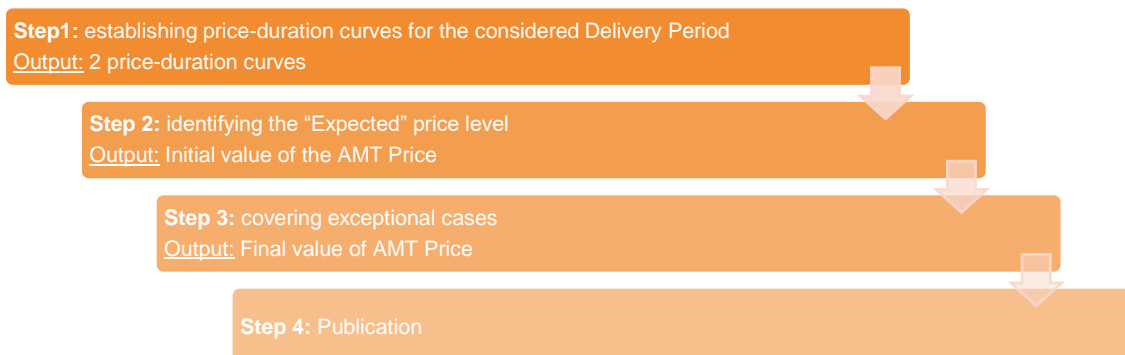 Step1: establishing price-duration curves for the considered Delivery Period
Output: 2 price-duration curves
Step 2: identifying the “Expected” price level
Output: Initial value of the AMT Price
Step 3: covering exceptional cases
Output: Final value of AMT Price
Step 4: Publication